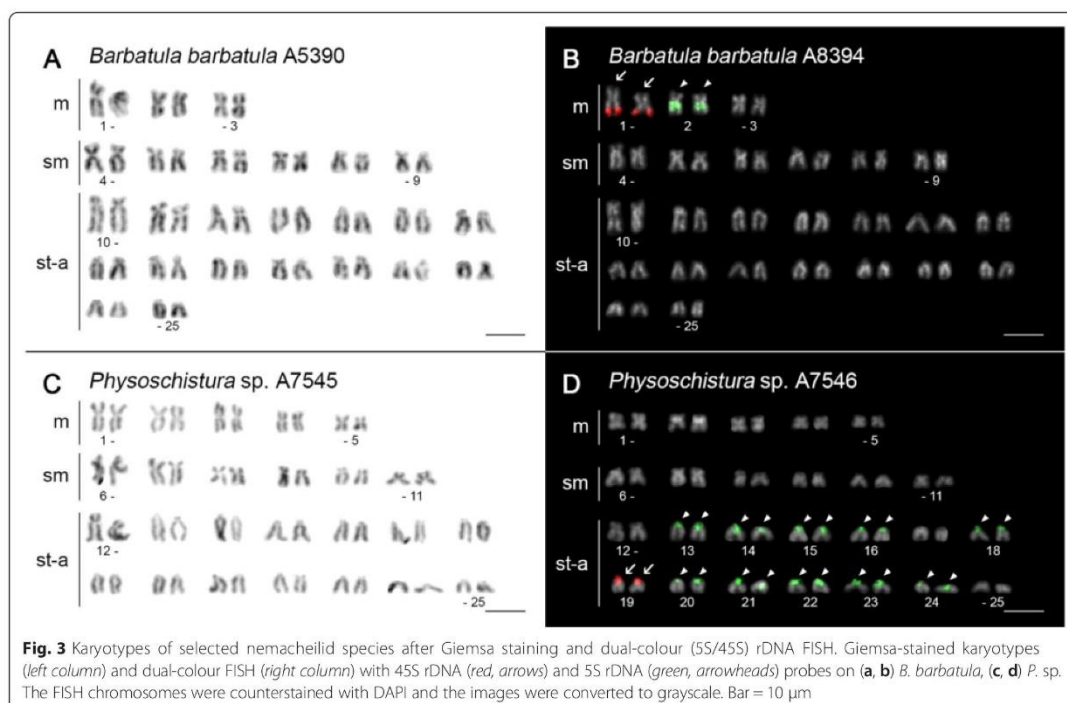 A Barbatula barbatula A5390
m
1 - - 3
sm
4 - - 9
10 -
st-a
- 25
B Barbatula barbatula A8394
m
1 - 2 - 3
sm
4 - - 9
10 -
st-a
- 25
C Physoschistura sp. A7545
m
1 - - 5
sm
6 - - 11
12 -
st-a
- 25
D Physoschistura sp. A7546
m
1 - - 5
sm
6 - - 11
12 - 13 14 15 16 18
st-a
19 20 21 22 23 24 - 25
Fig. 3 Karyotypes of selected nemacheilid species after Giemsa staining and dual-colour (5S/45S) rDNA FISH. Giemsa-stained karyotypes
(left column) and dual-colour FISH (right column) with 45S rDNA (red, arrows) and 5S rDNA (green, arrowheads) probes on (a, b) B. barbatula, (c, d) P. sp.
The FISH chromosomes were counterstained with DAPI and the images were converted to grayscale. Bar = 10 μm